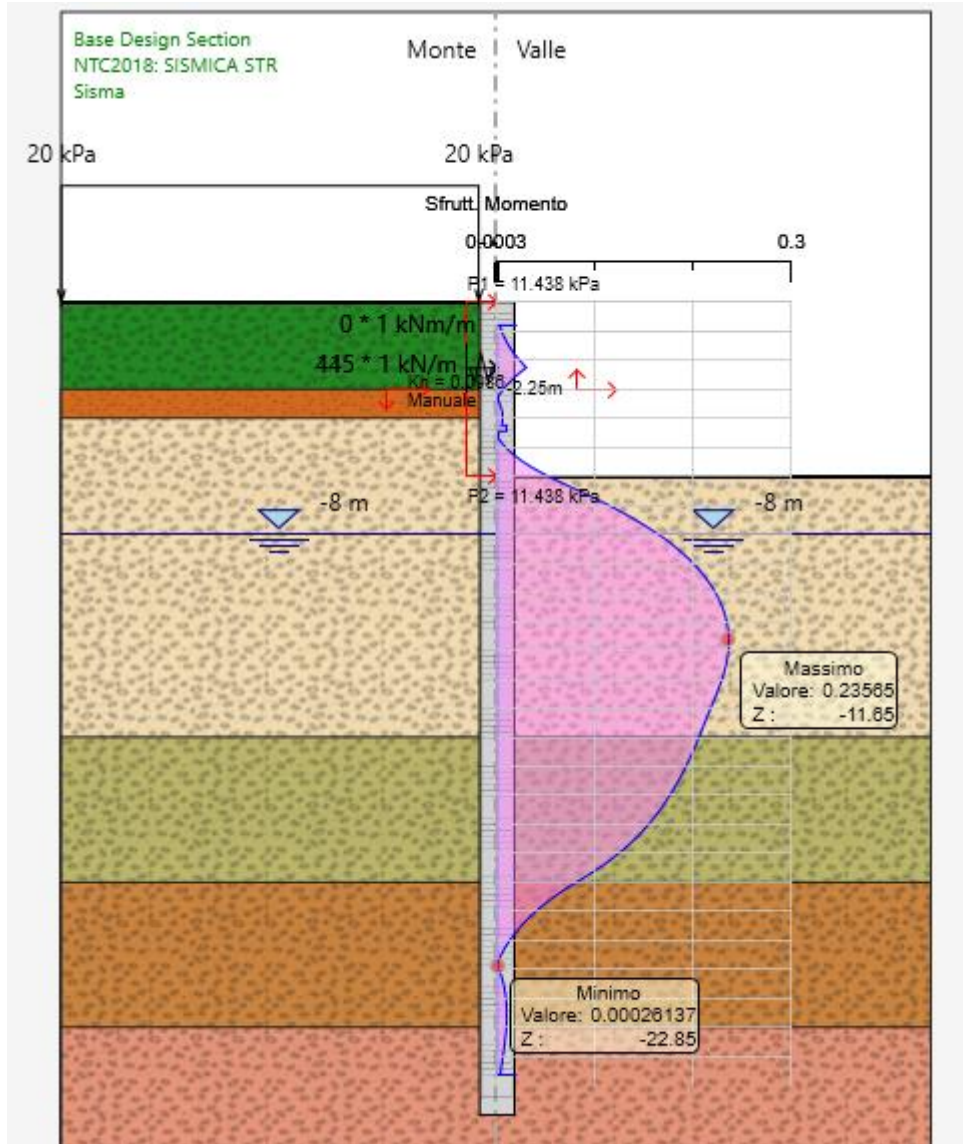 Base Design Section
NTC2018: SISMICA STR
Sisma
Monte
Valle
20 kPa
20 kPa
Sfrutt. Momento
0.0003
0.3
P1 = 11.438 kPa
0 * 1 kNm/m
445 * 1 kN/m
-2.25m
Manuale
P2 = 11.438 kPa
-8 m
-8 m
Massimo
Valore: 0.23565
Z : -11.65
Minimo
Valore: 0.00026137
Z : -22.85